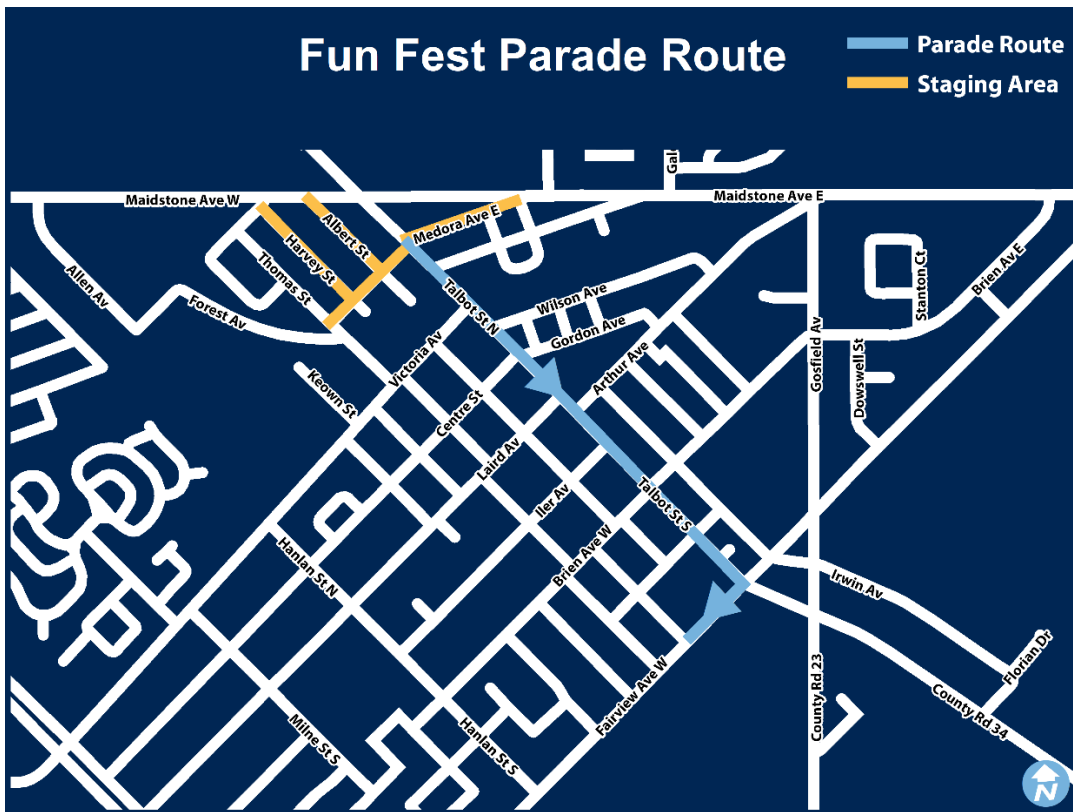 Fun Fest Parade Route
Parade Route
Staging Area
Maidstone Ave W
Maidstone Ave E
Gal
Albert St
Medora Ave E
Harvey St
Thomas St
Allen Av
Forest Av
Talbot St N
Wilson Ave
Gordon Ave
Stanton Ct
Brien Av E
Gosfield Av
Dowswell St
Victoria Av
Keown St
Centre St
Arthur Ave
Laird Av
Iler Av
Talbot St S
Brien Ave W
Hanlan St N
Irwin Av
Florian Dr
County Rd 23
County Rd 34
Fairview Ave W
Milne St S
Hanlan St S
N